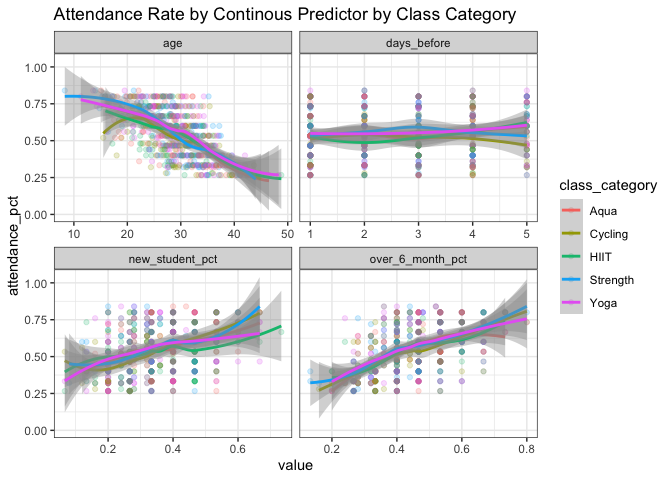 Attendance Rate by Continous Predictor by Class Category
age
days_before
1.00
0.75
0.50
0.25
0.00
10 20 30 40 50
1 2 3 4 5
new_student_pct
over_6_month_pct
1.00
0.75
0.50
0.25
0.00
0.2 0.4 0.6
0.2 0.4 0.6 0.8
value
attendance_pct
class_category
Aqua
Cycling
HIIT
Strength
Yoga